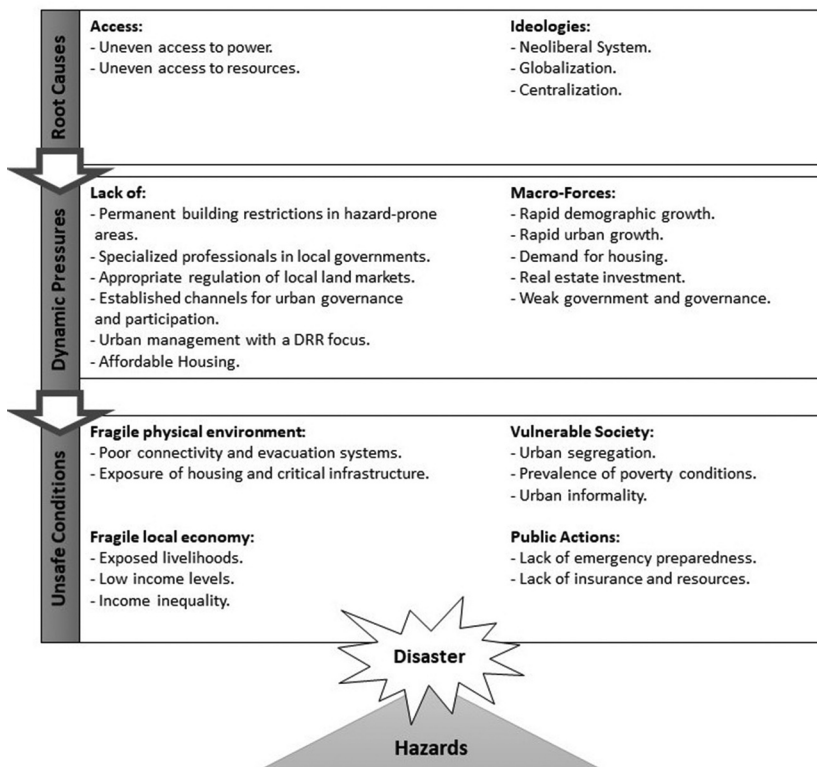 Root Causes
Access:
- Uneven access to power.
- Uneven access to resources.
Ideologies:
- Neoliberal System.
- Globalization.
- Centralization.
Dynamic Pressures
Lack of:
- Permanent building restrictions in hazard-prone
areas.
- Specialized professionals in local governments.
- Appropriate regulation of local land markets.
- Established channels for urban governance
and participation.
- Urban management with a DRR focus.
- Affordable Housing.
Macro-Forces:
- Rapid demographic growth.
- Rapid urban growth.
- Demand for housing.
- Real estate investment.
- Weak government and governance.
Unsafe Conditions
Fragile physical environment:
- Poor connectivity and evacuation systems.
- Exposure of housing and critical infrastructure.
Vulnerable Society:
- Urban segregation.
- Prevalence of poverty conditions.
- Urban informality.
Fragile local economy:
- Exposed livelihoods.
- Low income levels.
- Income inequality.
Public Actions:
- Lack of emergency preparedness.
- Lack of insurance and resources.
Disaster
Hazards